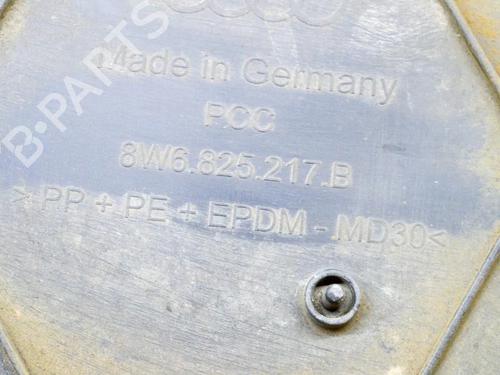 B-PARTS
Made in Germany
PCC
8W6.825.217.B
> PP + PE + EPDM - MD30<